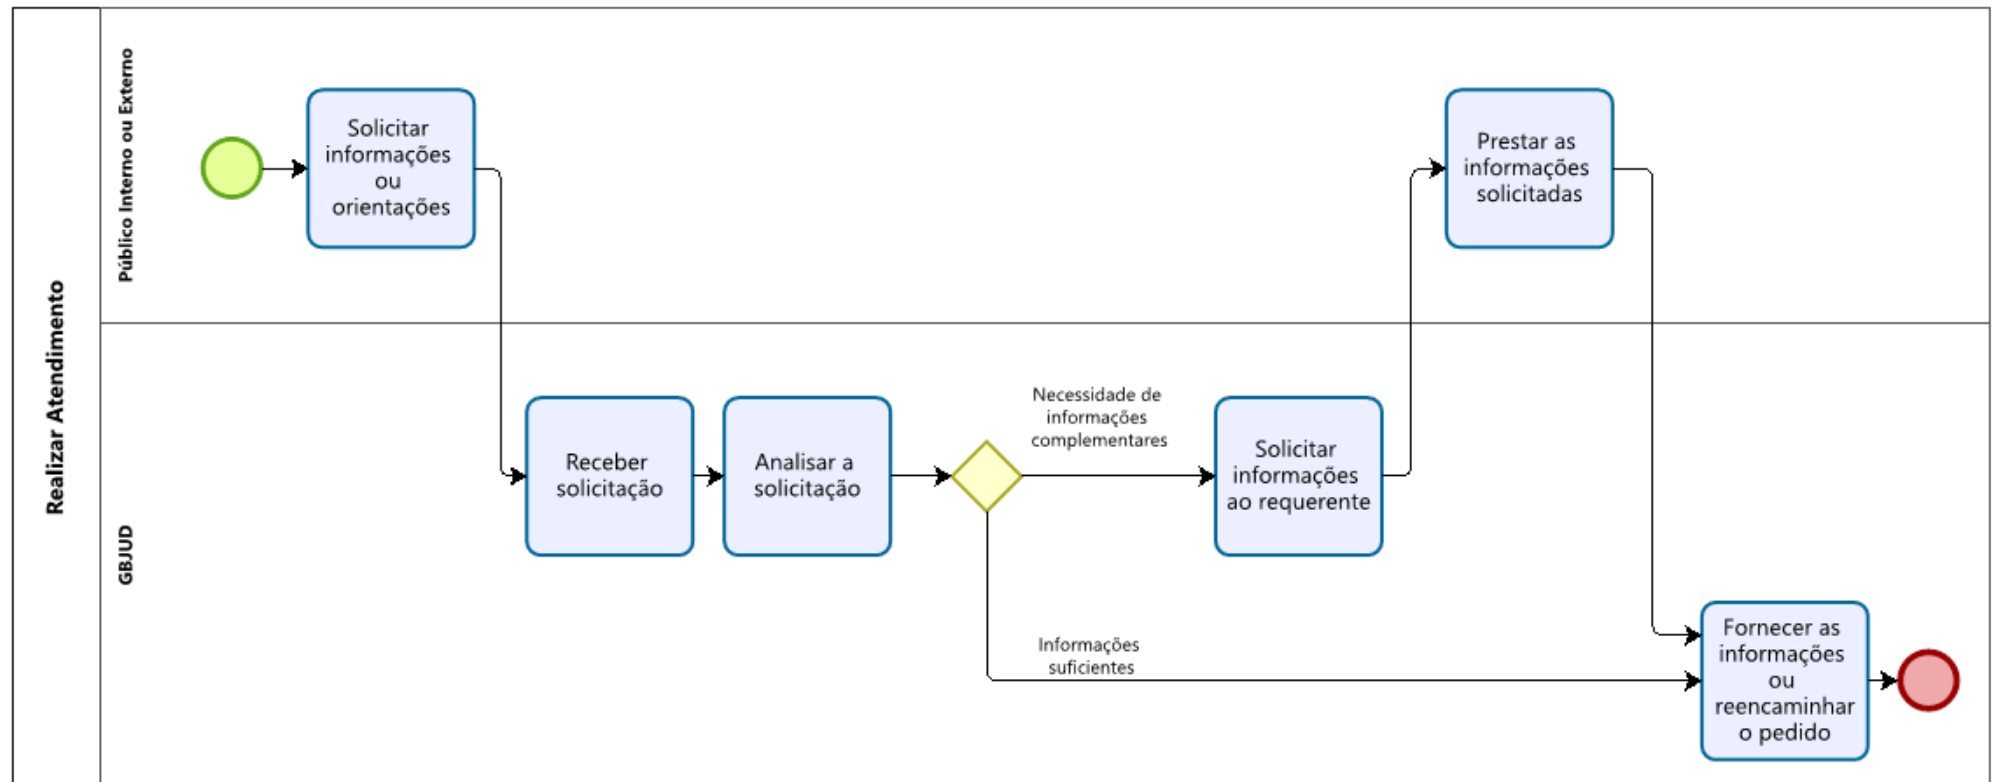 Realizar Atendimento
Público Interno ou Externo
Solicitar
informações
ou
orientações
Prestar as
informações
solicitadas
GBJUD
Receber
solicitação
Analisar a
solicitação
Necessidade de
informações
complementares
Solicitar
informações
ao requerente
Informações
suficientes
Fornecer as
informações
ou
reencaminhar
o pedido